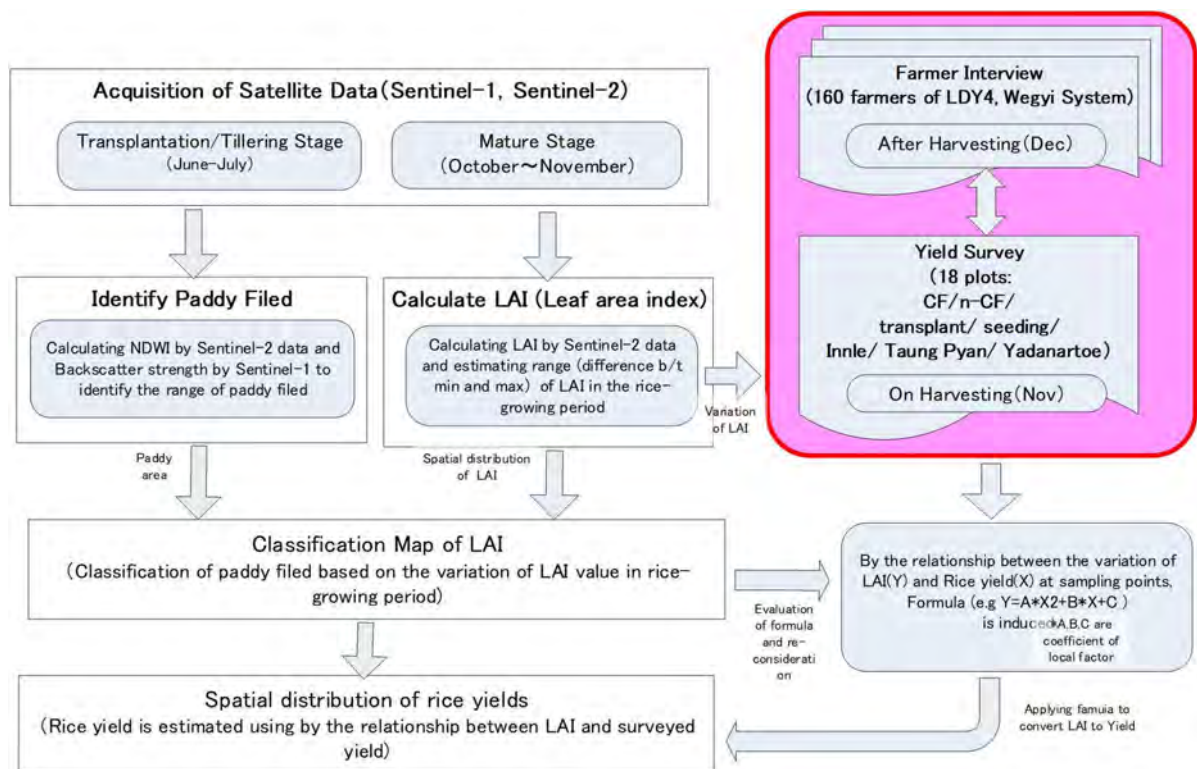 Acquisition of Satellite Data(Sentinel-1, Sentinel-2)
Transplantation/Tillering Stage
(June-July)
Mature Stage
(October～November)
Farmer Interview
(160 farmers of LDY4, Wegyi System)
After Harvesting(Dec)
Yield Survey
(18 plots:
CF/n-CF/
transplant/ seeding/
Innle/ Taung Pyan/ Yadanartoe)
On Harvesting(Nov)
Identify Paddy Filed
Calculating NDWI by Sentinel-2 data and
Backscatter strength by Sentinel-1 to
identify the range of paddy filed
Calculate LAI (Leaf area index)
Calculating LAI by Sentinel-2 data
and estimating range (difference b/t
min and max) of LAI in the rice-
growing period
Variation
of LAI
Paddy
area
Spatial distribution
of LAI
Classification Map of LAI
(Classification of paddy filed based on the variation of LAI value in rice-
growing period)
Evaluation
of formula
and re-
considerati
on
By the relationship between the variation of
LAI(Y) and Rice yield(X) at sampling points,
Formula (e.g Y=A*X2+B*X+C )
is induced*A,B,C are
coefficient of
local factor
Spatial distribution of rice yields
(Rice yield is estimated using by the relationship between LAI and surveyed
yield)
Applying famuia to
convert LAI to Yield